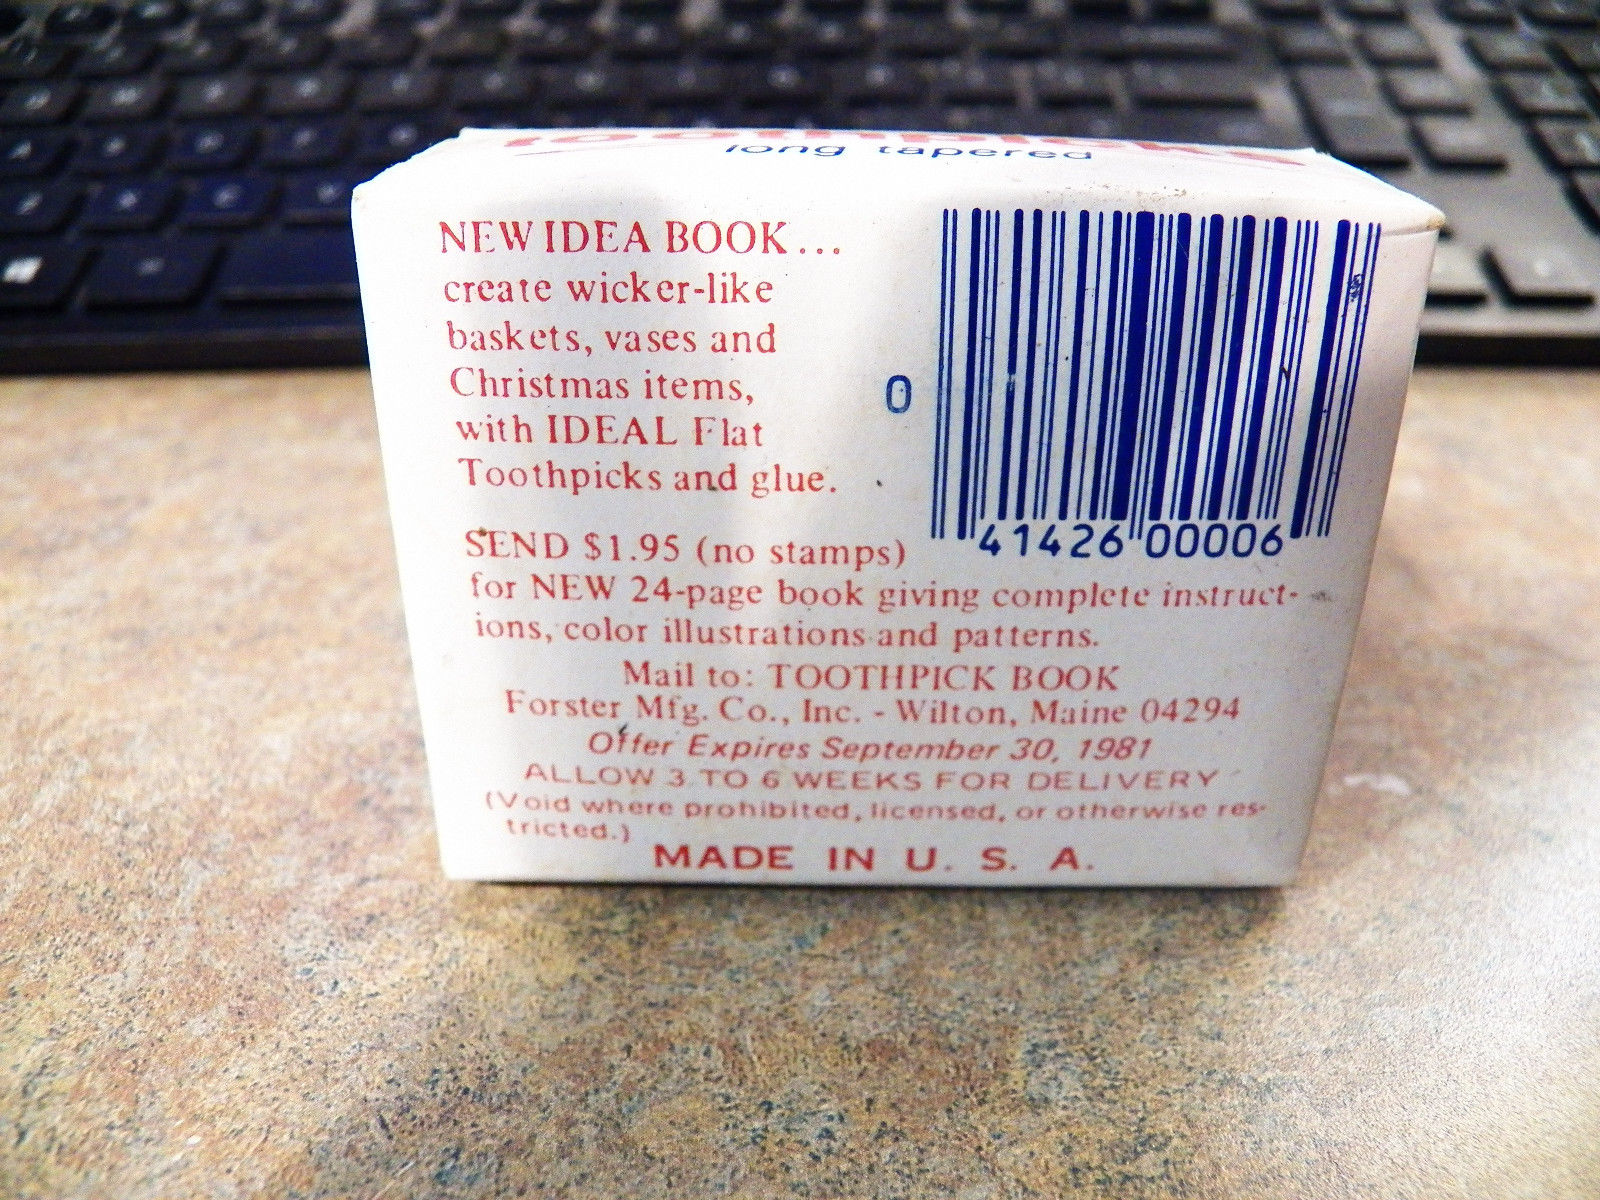 toothpicks
long tapered
NEW IDEA BOOK...
create wicker-like
baskets, vases and
Christmas items,
with IDEAL Flat
Toothpicks and glue.
0
41426 00006
SEND $1.95 (no stamps)
for NEW 24-page book giving complete instruct-
ions, color illustrations and patterns.
Mail to: TOOTHPICK BOOK
Forster Mfg. Co., Inc. - Wilton, Maine 04294
Offer Expires September 30, 1981
ALLOW 3 TO 6 WEEKS FOR DELIVERY
(Void where prohibited, licensed, or otherwise res-
tricted.)
MADE IN U. S. A.